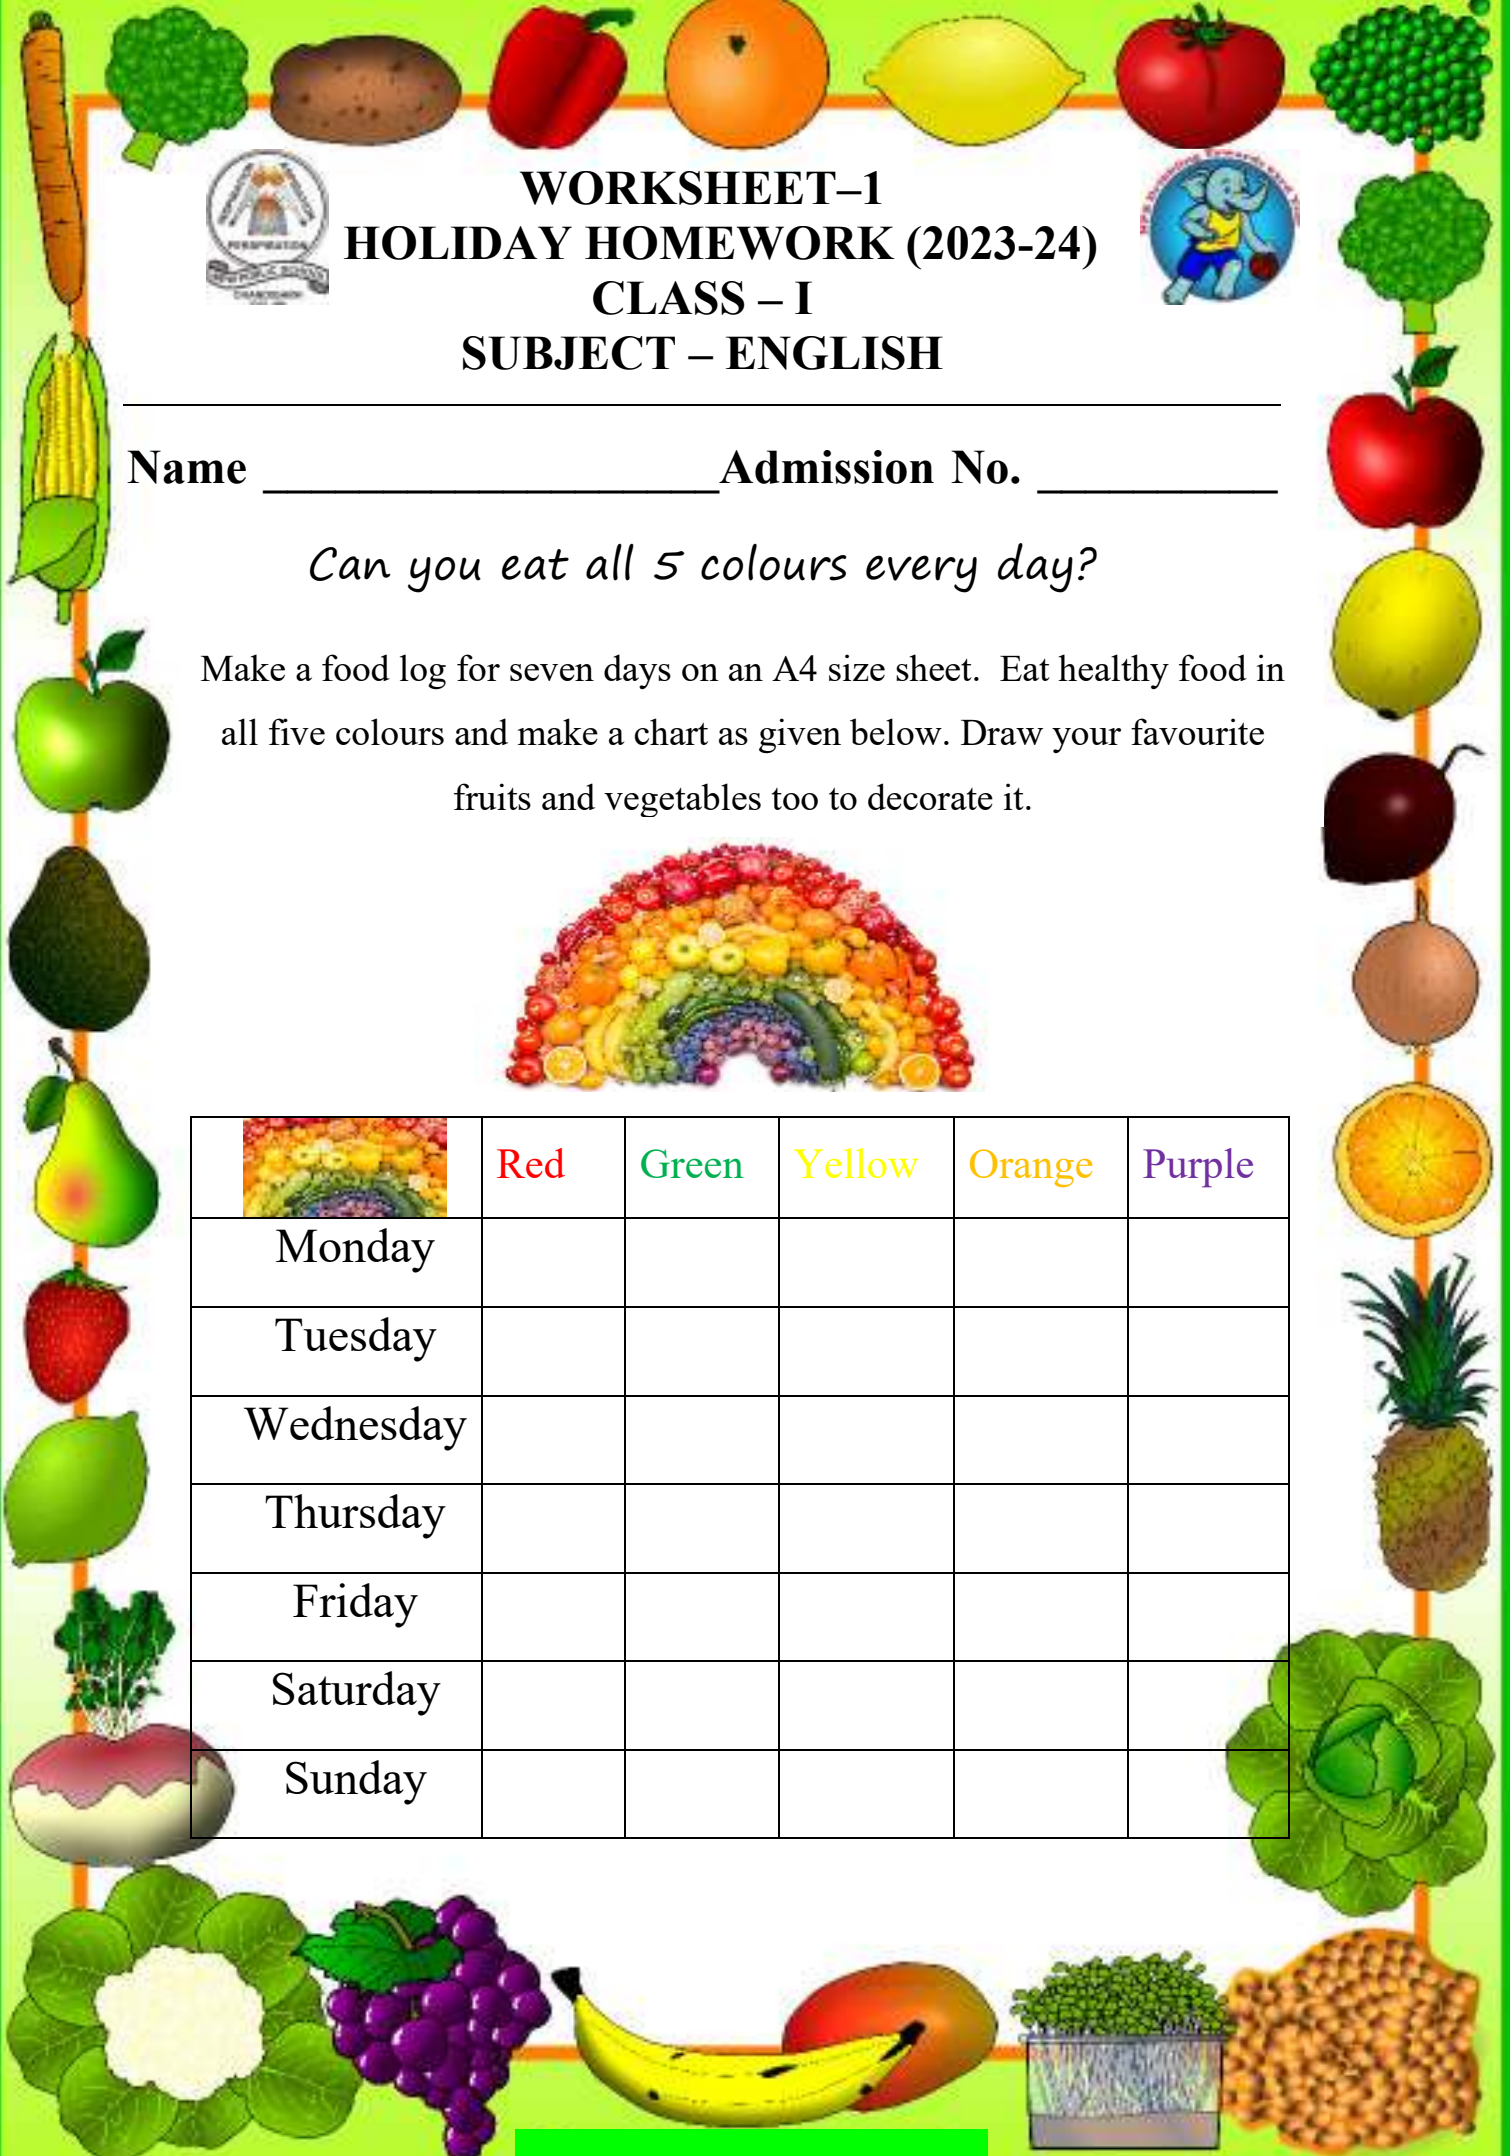 WORKSHEET–1
HOLIDAY HOMEWORK (2023-24)
CLASS – I
SUBJECT – ENGLISH
Name ___________________Admission No. __________
Can you eat all 5 colours every day?
Make a food log for seven days on an A4 size sheet.  Eat healthy food in
all five colours and make a chart as given below. Draw your favourite
fruits and vegetables too to decorate it.
Red Green Yellow Orange Purple
Monday
Tuesday
Wednesday
Thursday
Friday
Saturday
Sunday